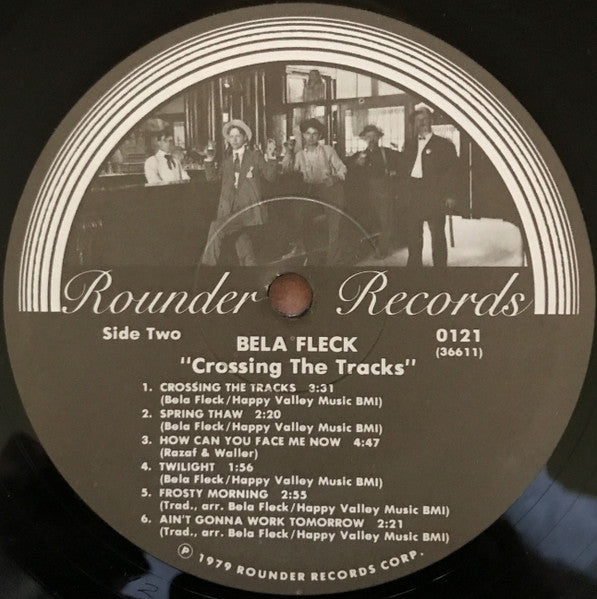 Rounder Records
Side Two
0121
(36611)
BELA FLECK
"Crossing The Tracks"
1. CROSSING THE TRACKS 3:31
(Bela Fleck/Happy Valley Music BMI)
2. SPRING THAW 2:20
(Bela Fleck/Happy Valley Music BMI)
3. HOW CAN YOU FACE ME NOW 4:47
(Razaf & Waller)
4. TWILIGHT 1:56
(Bela Fleck/Happy Valley Music BMI)
5. FROSTY MORNING 2:55
(Trad., arr. Bela Fleck/Happy Valley Music BMI)
6. AIN'T GONNA WORK TOMORROW 2:21
(Trad., arr. Bela Fleck/Happy Valley Music BMI)
℗ 1979 ROUNDER RECORDS CORP.